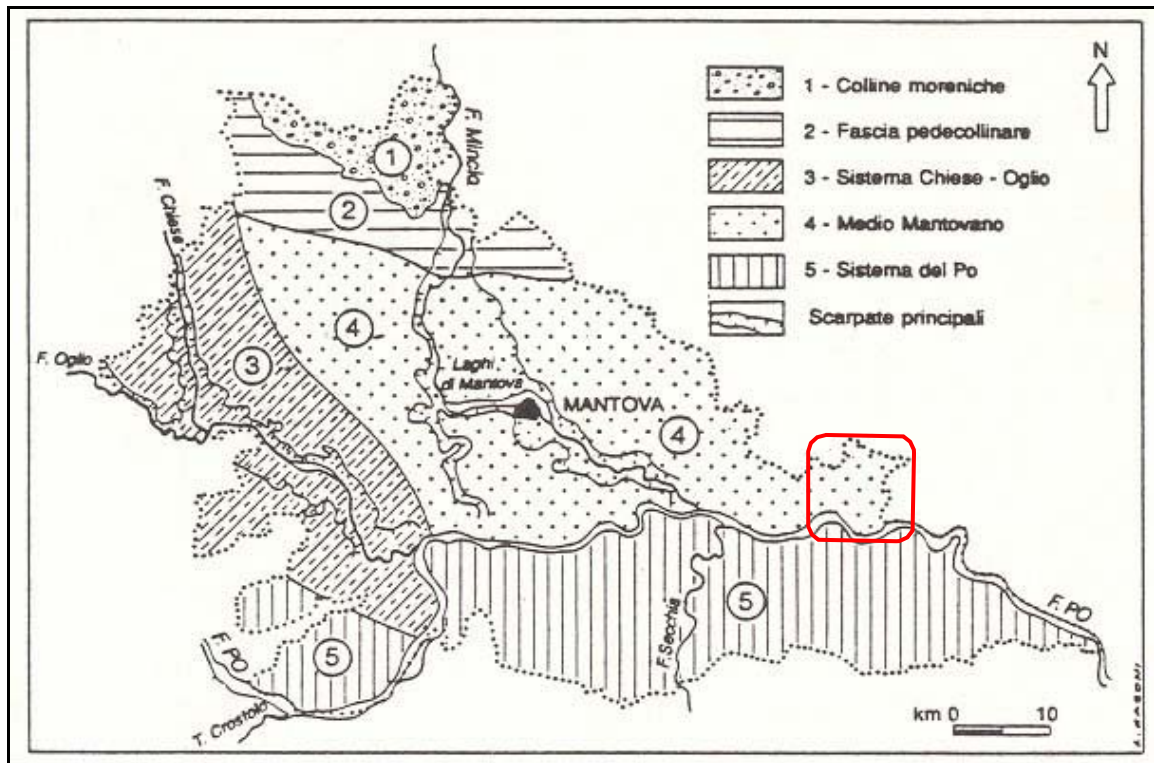 N
1 - Colline moreniche
2 - Fascia pedecollinare
3 - Sistema Chiese - Oglio
4 - Medio Mantovano
5 - Sistema del Po
Scarpate principali
F. Mincio
1
2
F. Chiese
4
3
F. Oglio
Laghi
di Mantova
MANTOVA
4
5
F. Secchia
F. PO
5
F. PO
T. Crostolo
km 0 10